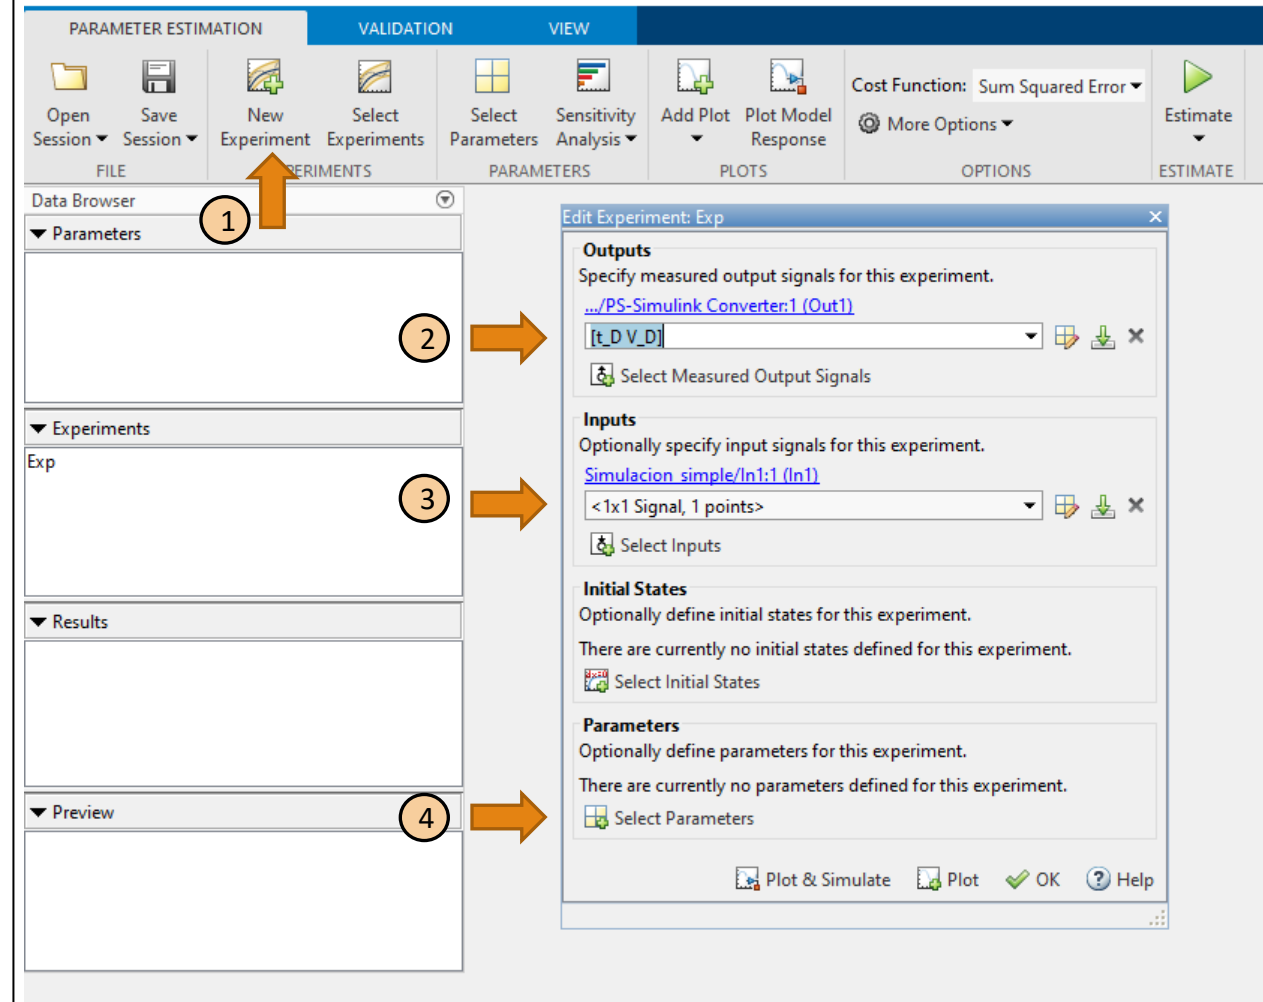 PARAMETER ESTIMATION VALIDATION VIEW
Open Session Save Session New Experiment Select Experiments Select Parameters Sensitivity Analysis Add Plot Plot Model Response
Cost Function: Sum Squared Error
More Options
Estimate
FILE PERIMENTS PARAMETERS PLOTS OPTIONS ESTIMATE
Data Browser
1
Parameters
2
Experiments
Exp
3
Results
Preview
4
Edit Experiment: Exp
Outputs
Specify measured output signals for this experiment.
.../PS-Simulink Converter:1 (Out1)
[t_D V_D]
Select Measured Output Signals
Inputs
Optionally specify input signals for this experiment.
Simulacion_simple/In1:1 (In1)
<1x1 Signal, 1 points>
Select Inputs
Initial States
Optionally define initial states for this experiment.
There are currently no initial states defined for this experiment.
Select Initial States
Parameters
Optionally define parameters for this experiment.
There are currently no parameters defined for this experiment.
Select Parameters
Plot & Simulate Plot OK Help